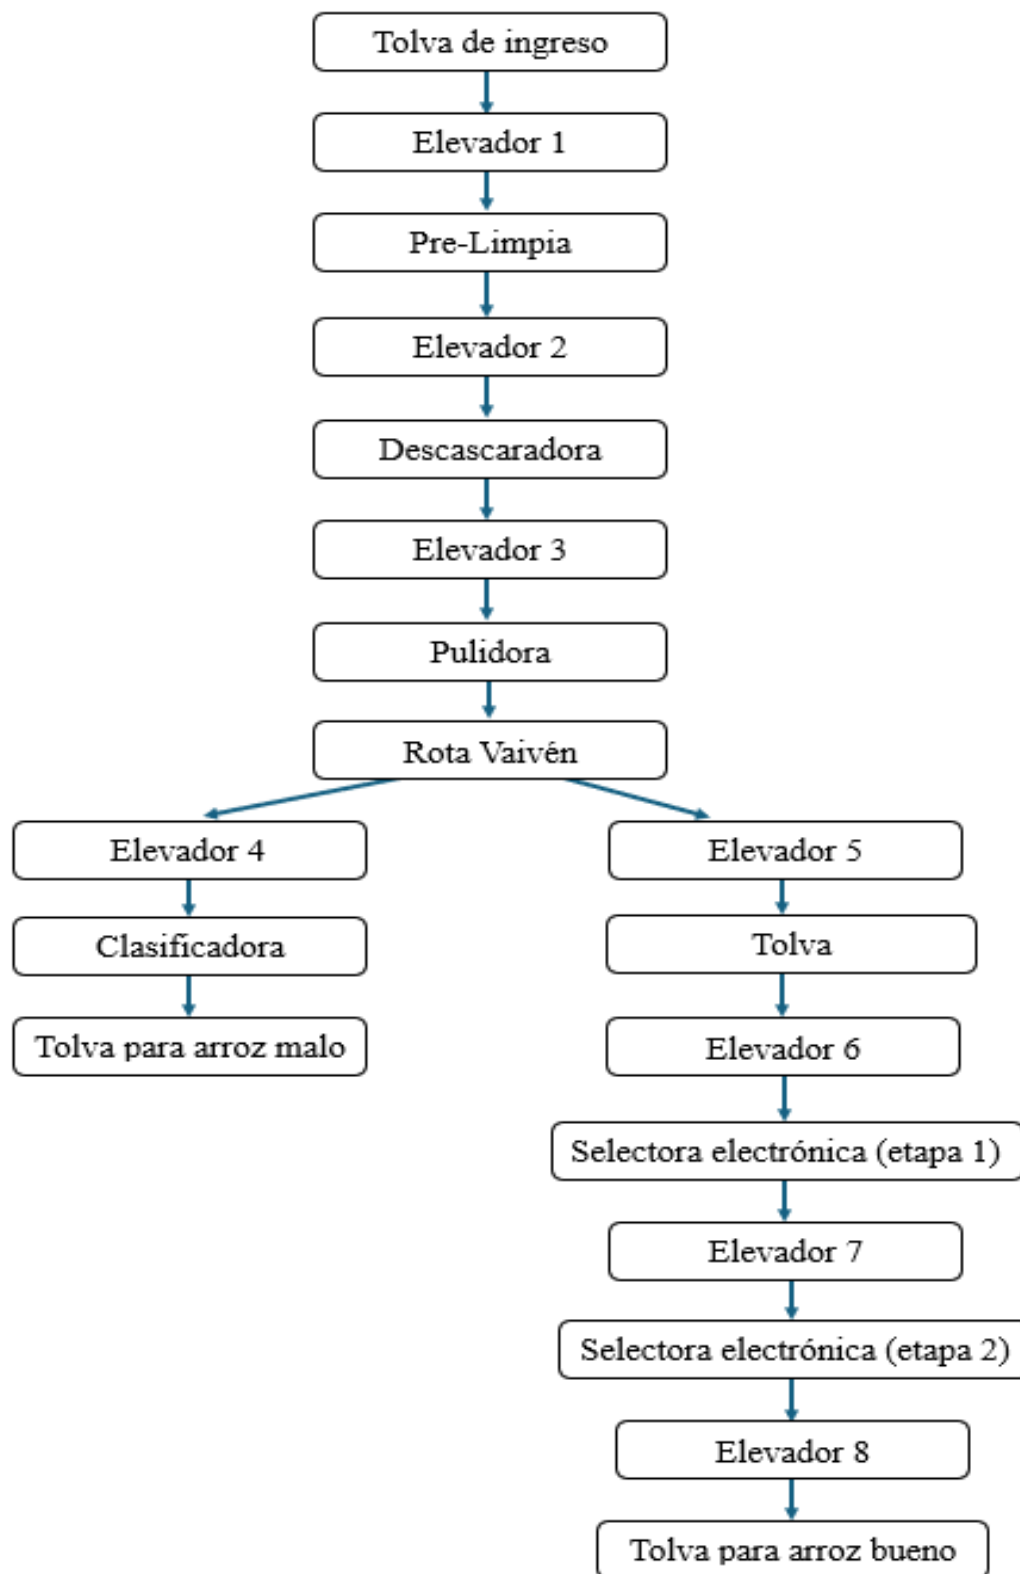 Tolva de ingreso
Elevador 1
Pre-Limpia
Elevador 2
Descascaradora
Elevador 3
Pulidora
Rota Vaivén
Elevador 4
Clasificadora
Tolva para arroz malo
Elevador 5
Tolva
Elevador 6
Selectora electrónica (etapa 1)
Elevador 7
Selectora electrónica (etapa 2)
Elevador 8
Tolva para arroz bueno